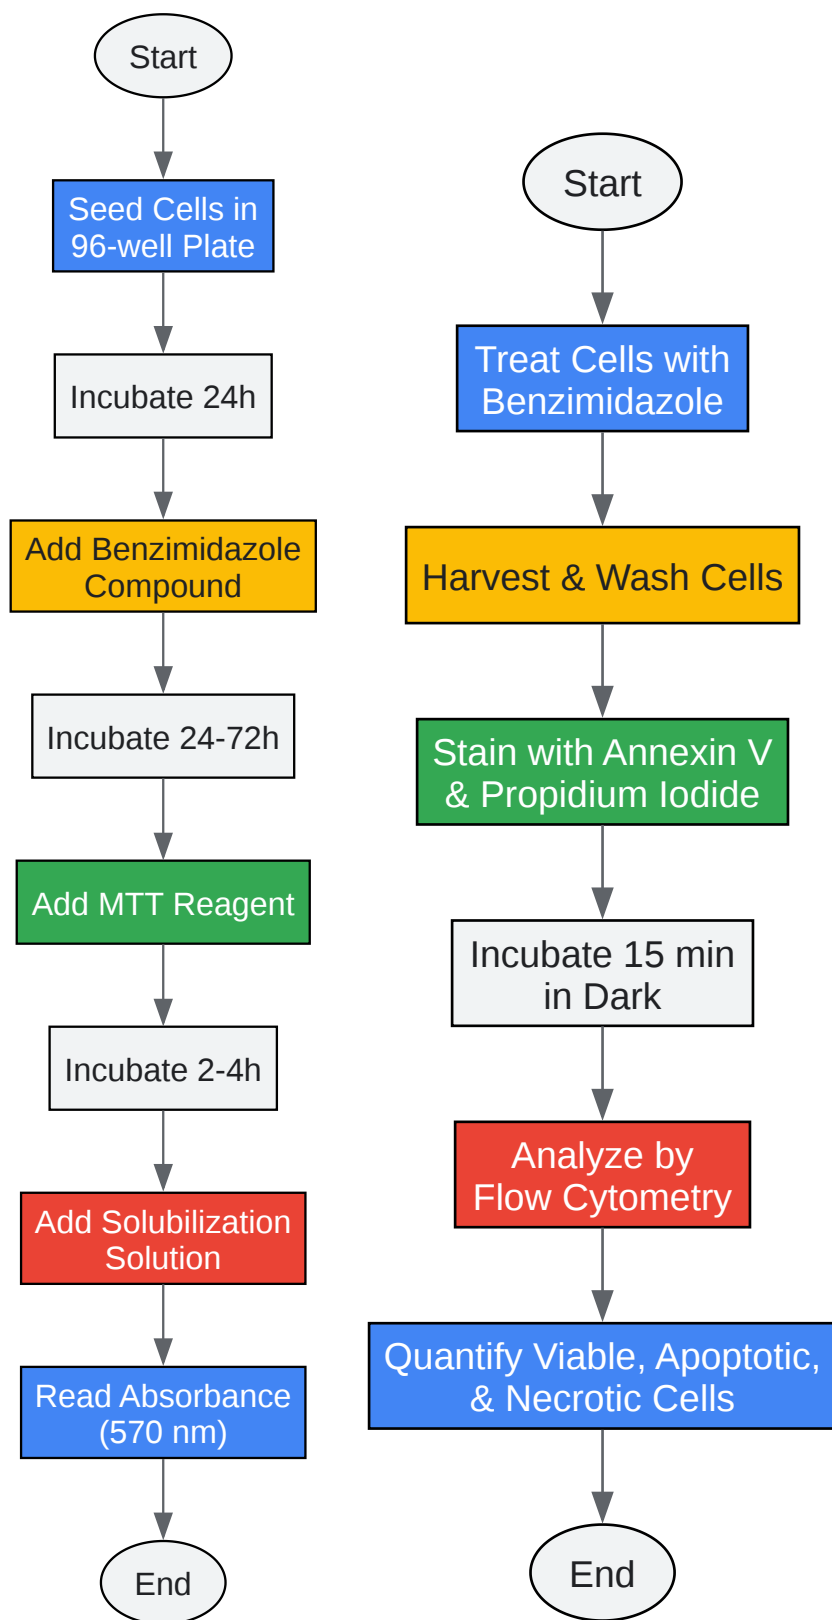 Start
Seed Cells in
96-well Plate
Incubate 24h
Add Benzimidazole
Compound
Incubate 24-72h
Add MTT Reagent
Incubate 2-4h
Add Solubilization
Solution
Read Absorbance
(570 nm)
End
Start
Treat Cells with
Benzimidazole
Harvest & Wash Cells
Stain with Annexin V
& Propidium Iodide
Incubate 15 min
in Dark
Analyze by
Flow Cytometry
Quantify Viable, Apoptotic,
& Necrotic Cells
End